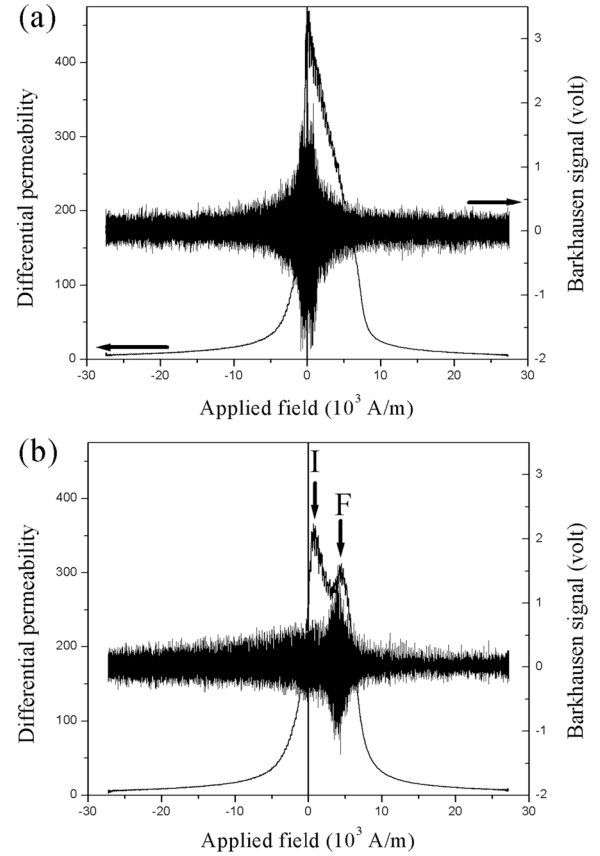 (a)
Differential permeability
400
300
200
100
0
3
2
1
0
-1
-2
Barkhausen signal (volt)
-30 -20 -10 0 10 20 30
Applied field (10³ A/m)
(b)
I
F
Differential permeability
400
300
200
100
0
3
2
1
0
-1
-2
Barkhausen signal (volt)
-30 -20 -10 0 10 20 30
Applied field (10³ A/m)